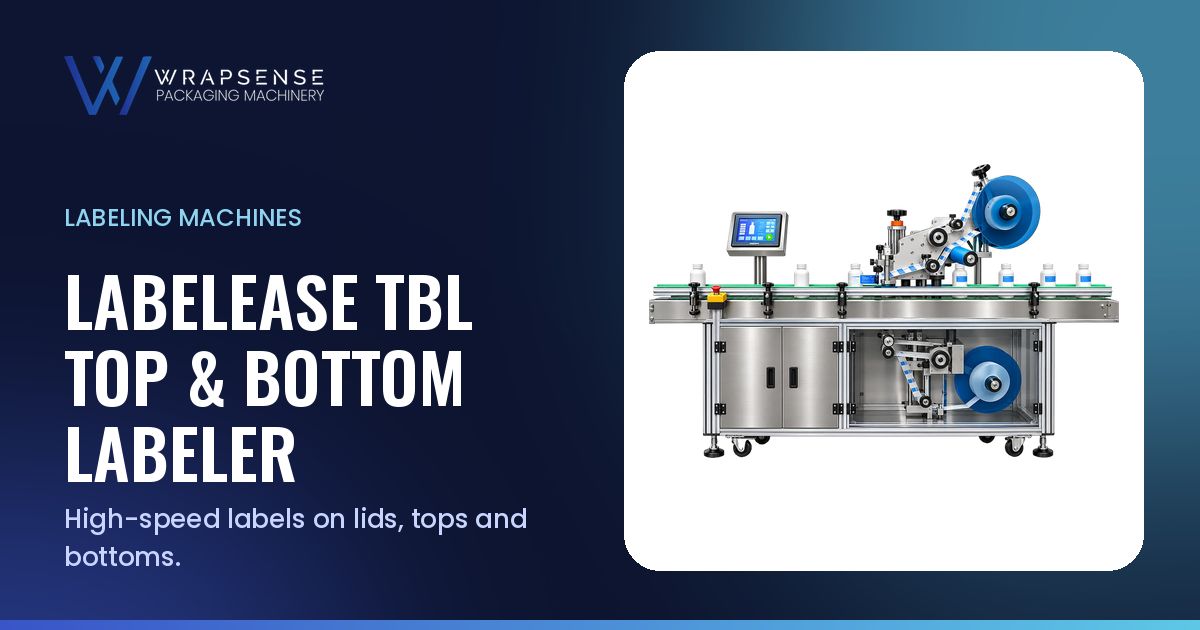 WRAPSENSE
PACKAGING MACHINERY
LABELING MACHINES
LABELEASE TBL
TOP & BOTTOM
LABELER
High-speed labels on lids, tops and
bottoms.